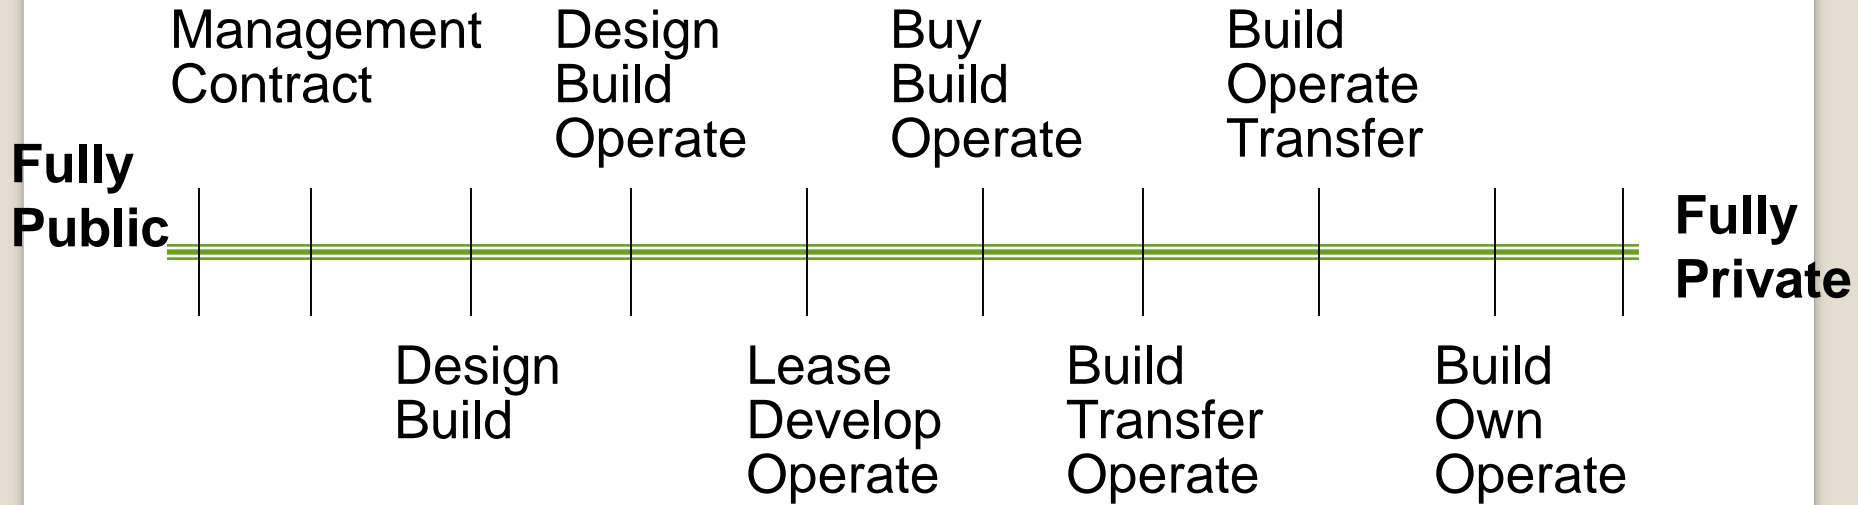 Management
Contract
Design
Build
Operate
Buy
Build
Operate
Build
Operate
Transfer
Fully
Public
Fully
Private
Design
Build
Lease
Develop
Operate
Build
Transfer
Operate
Build
Own
Operate